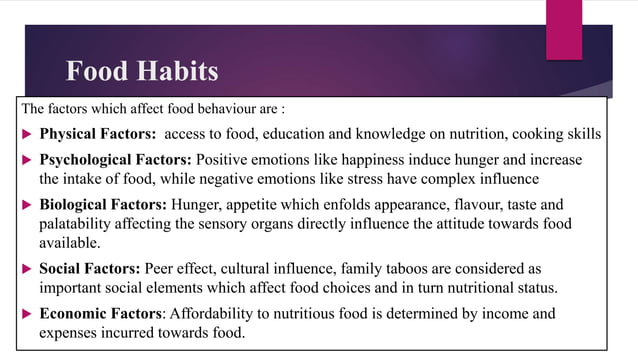 Food Habits
The factors which affect food behaviour are :
Physical Factors: access to food, education and knowledge on nutrition, cooking skills
Psychological Factors: Positive emotions like happiness induce hunger and increase
the intake of food, while negative emotions like stress have complex influence
Biological Factors: Hunger, appetite which enfolds appearance, flavour, taste and
palatability affecting the sensory organs directly influence the attitude towards food
available.
Social Factors: Peer effect, cultural influence, family taboos are considered as
important social elements which affect food choices and in turn nutritional status.
Economic Factors: Affordability to nutritious food is determined by income and
expenses incurred towards food.